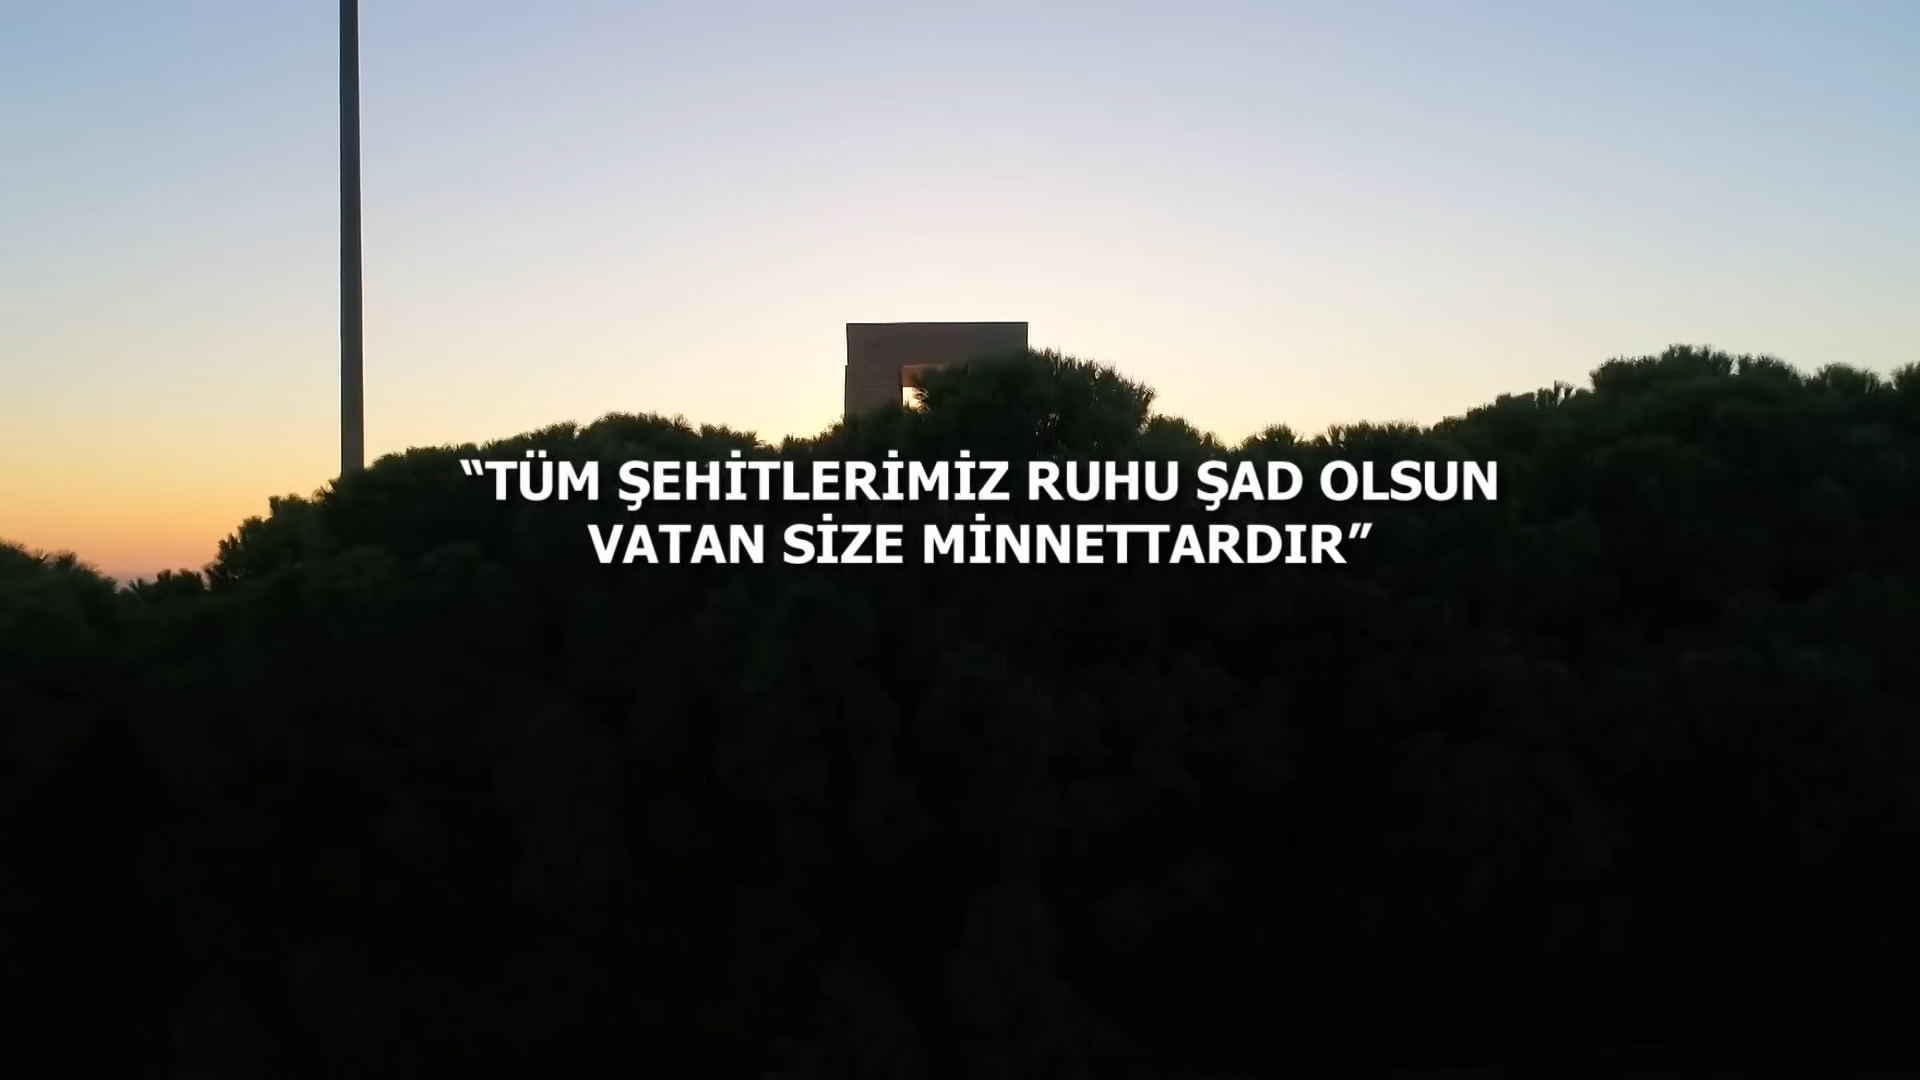 “TÜM ŞEHİTLERİMİZ RUHU ŞAD OLSUN
VATAN SİZE MİNNETTARDIR”